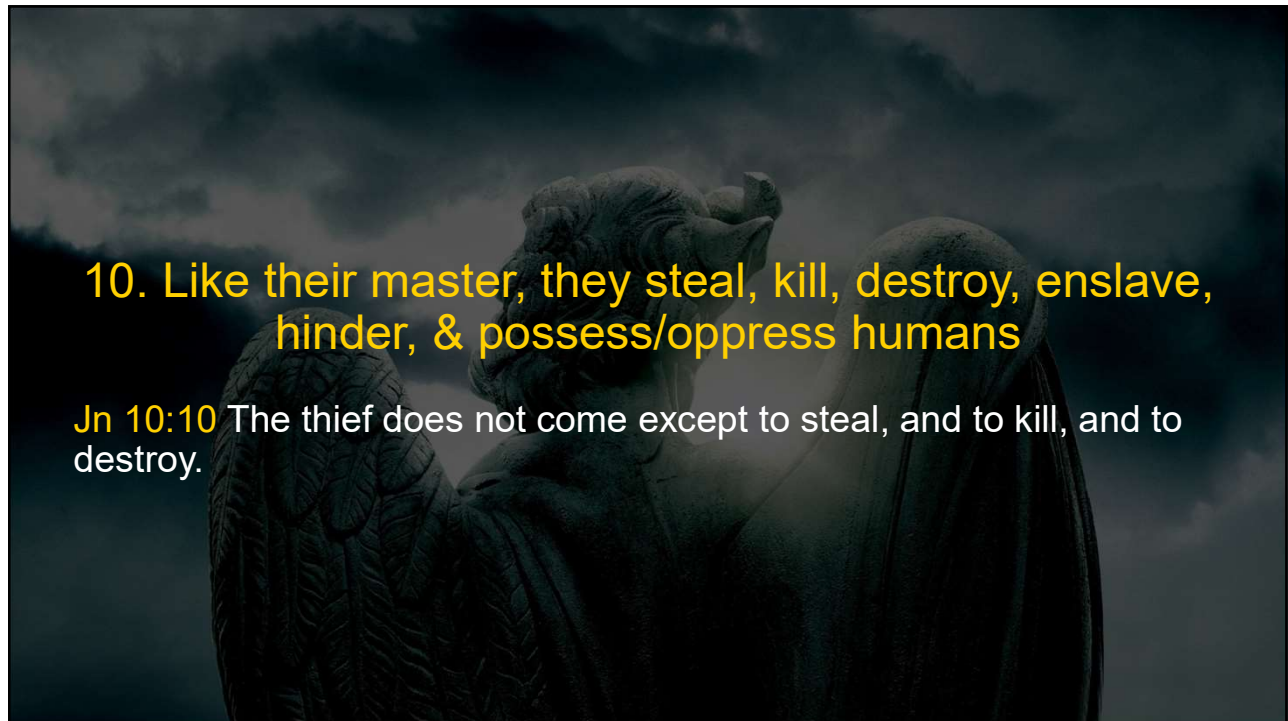 10. Like their master, they steal, kill, destroy, enslave,
hinder, & possess/oppress humans
Jn 10:10 The thief does not come except to steal, and to kill, and to
destroy.